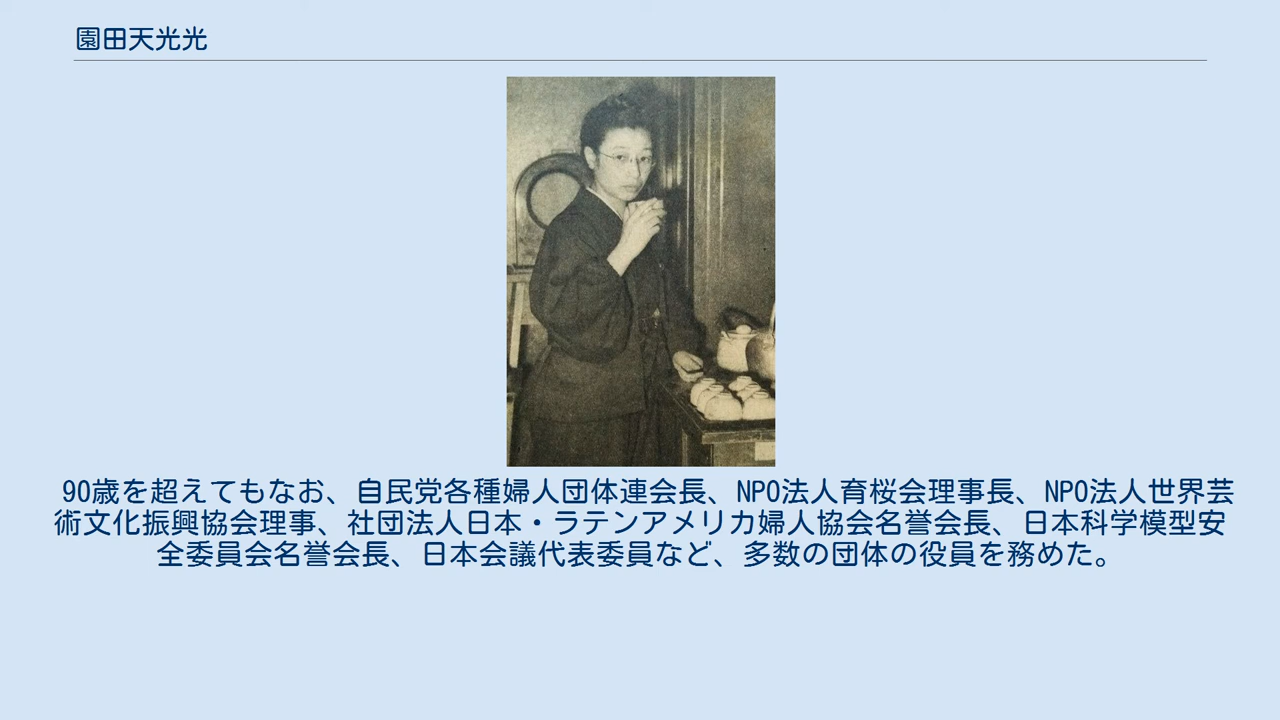 園田天光光
90歳を超えてもなお、自民党各種婦人団体連会長、NPO法人育桜会理事長、NPO法人世界芸
術文化振興協会理事、社団法人日本・ラテンアメリカ婦人協会名誉会長、日本科学模型安
全委員会名誉会長、日本会議代表委員など、多数の団体の役員を務めた。